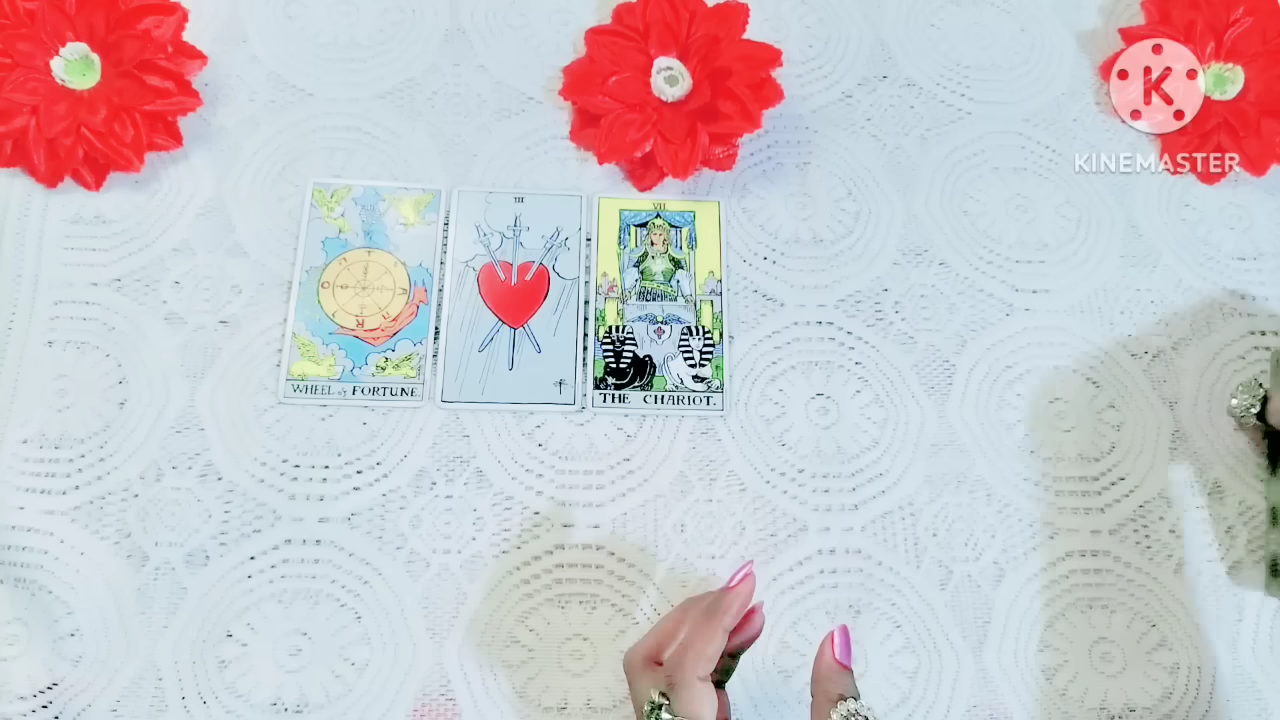 K
KINEMASTER
III
VII
WHEEL of FORTUNE.
THE CHARIOT.